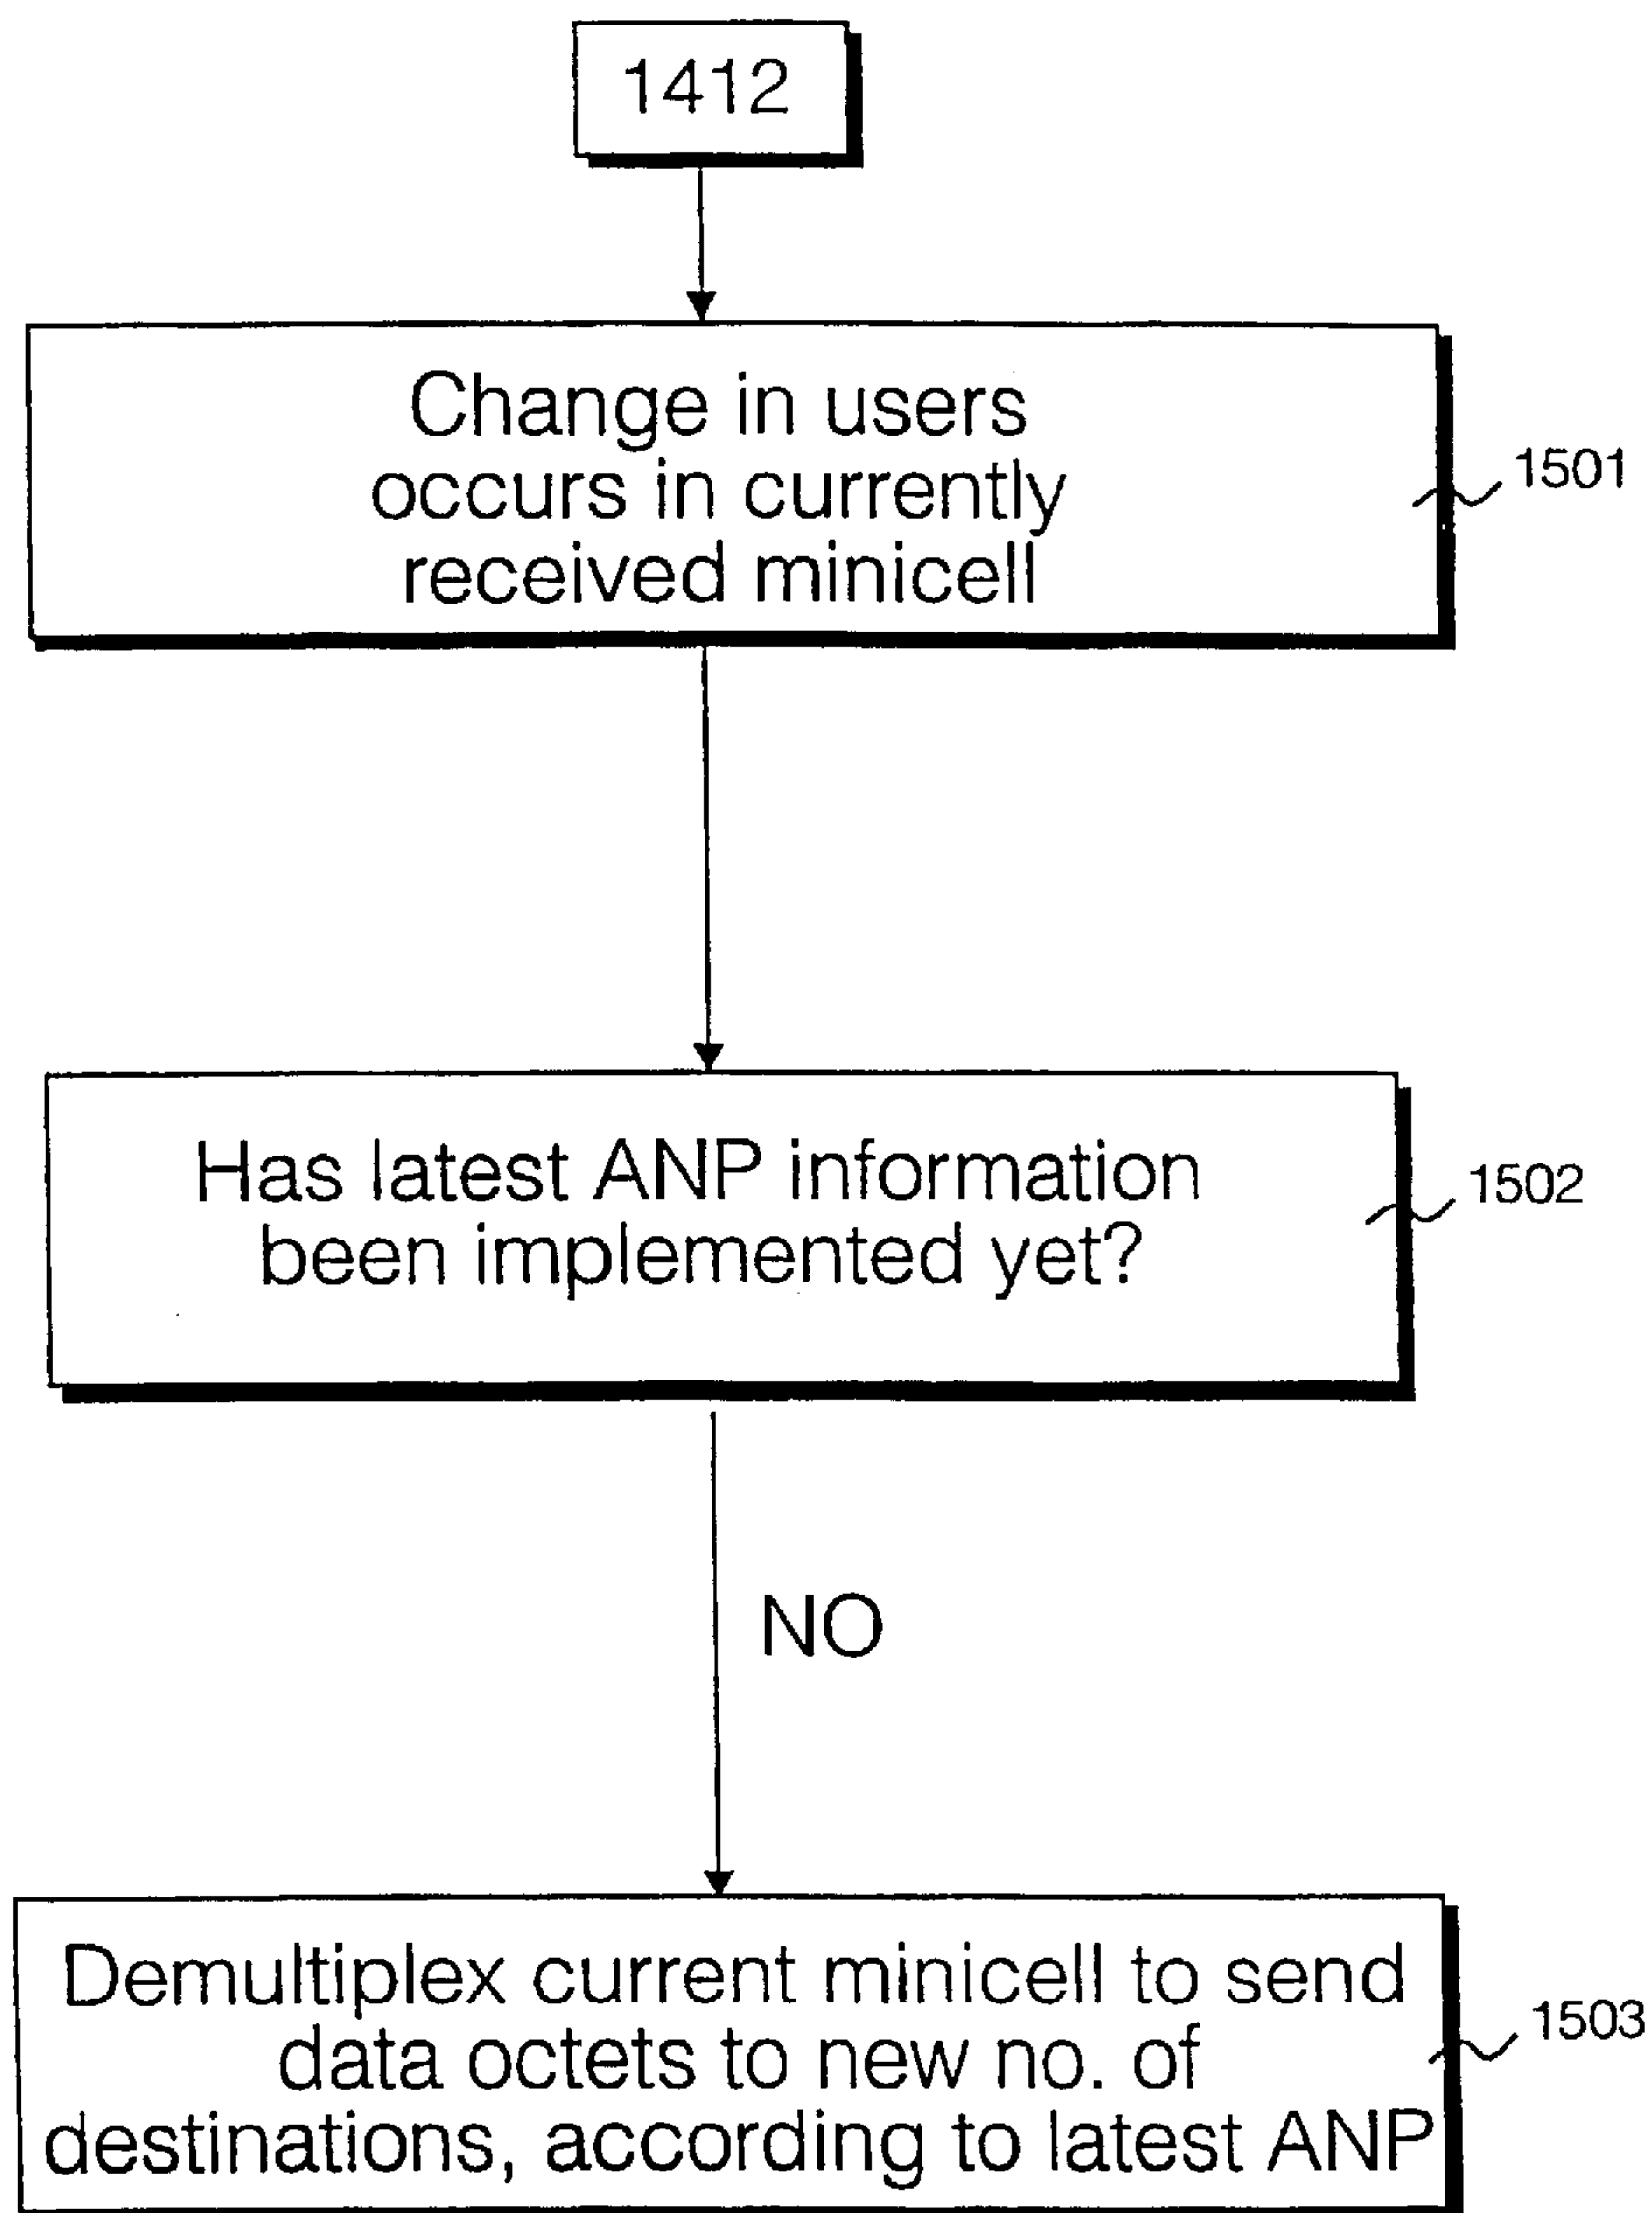 1412
Change in users
occurs in currently
received minicell
1501
Has latest ANP information
been implemented yet?
1502
NO
Demultiplex current minicell to send
data octets to new no. of
destinations, according to latest ANP
1503